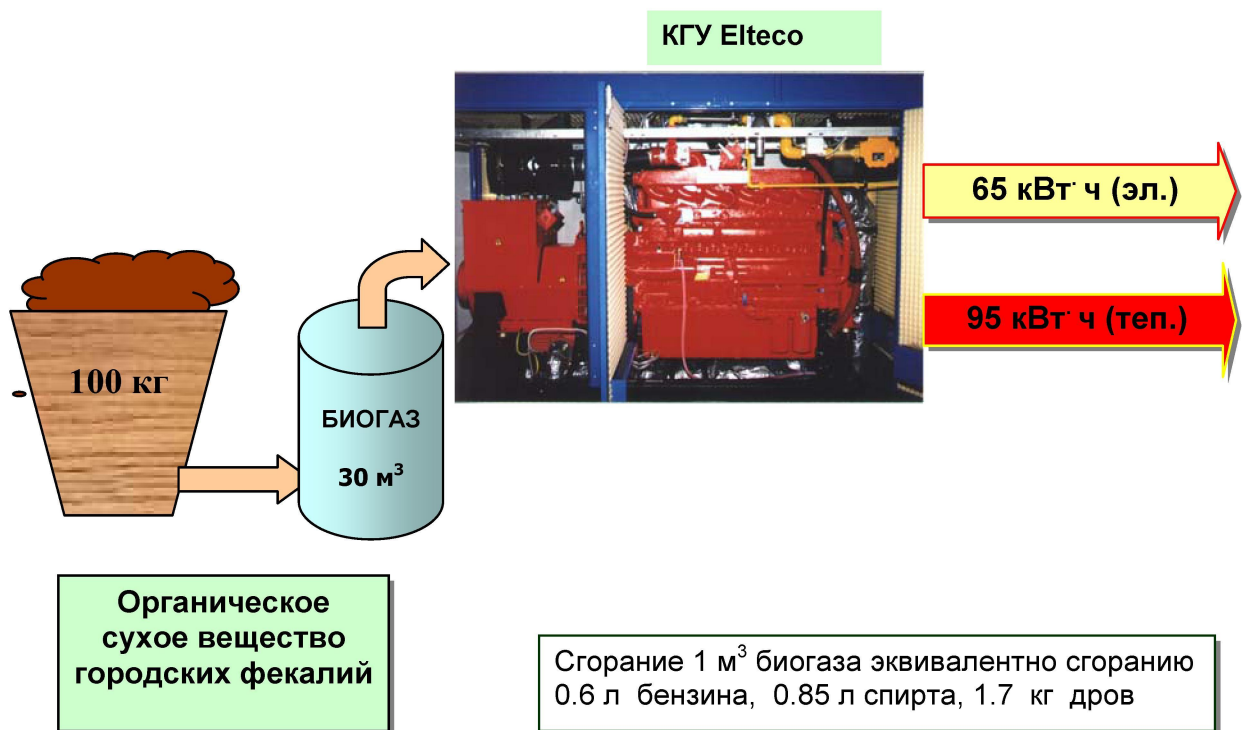 КГУ Elteco
65 кВт· ч (эл.)
95 кВт· ч (теп.)
100 кг
БИОГАЗ
30 м³
Органическое
сухое вещество
городских фекалий
Сгорание 1 м³ биогаза эквивалентно сгоранию
0.6 л бензина, 0.85 л спирта, 1.7 кг дров